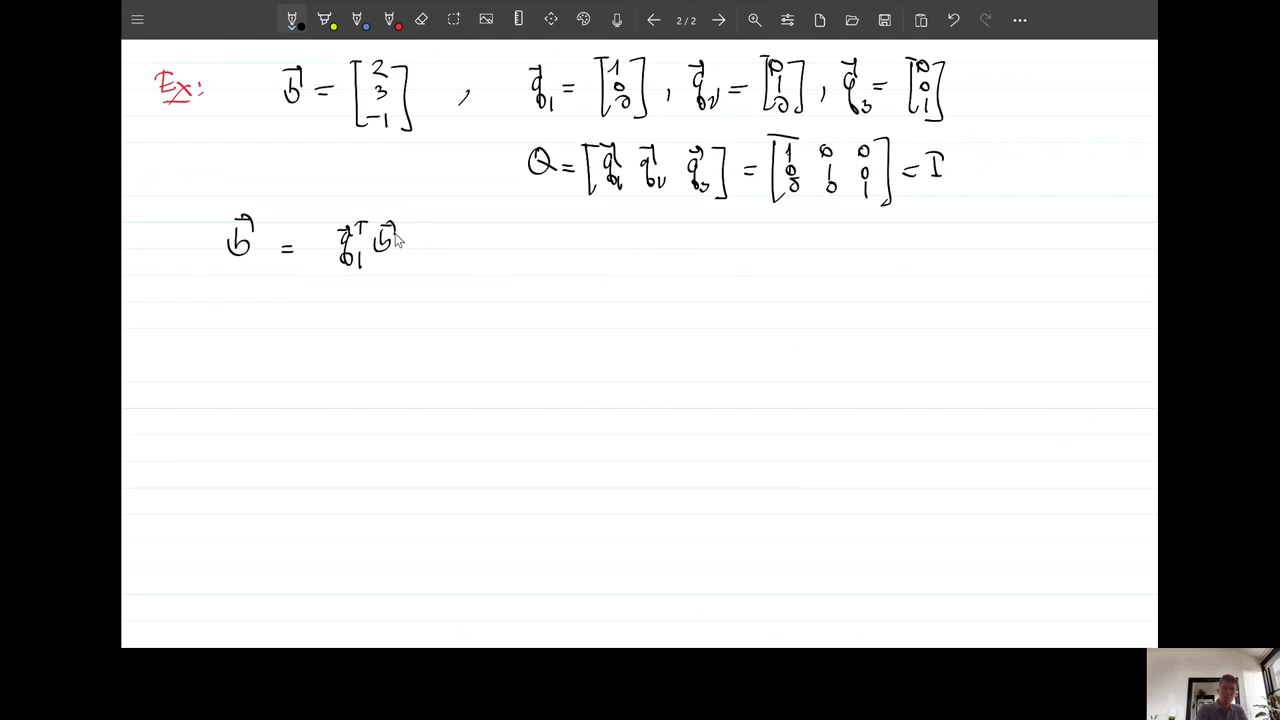 2/2
Ex: b⃗ = [2 3 -1] , q⃗₁ = [1 0 0] , q⃗₂ = [0 1 0] , q⃗₃ = [0 0 1]
Q = [q⃗₁ q⃗₂ q⃗₃] = [1 0 0; 0 1 0; 0 0 1] = I
b⃗ = q⃗₁ᵀ b⃗